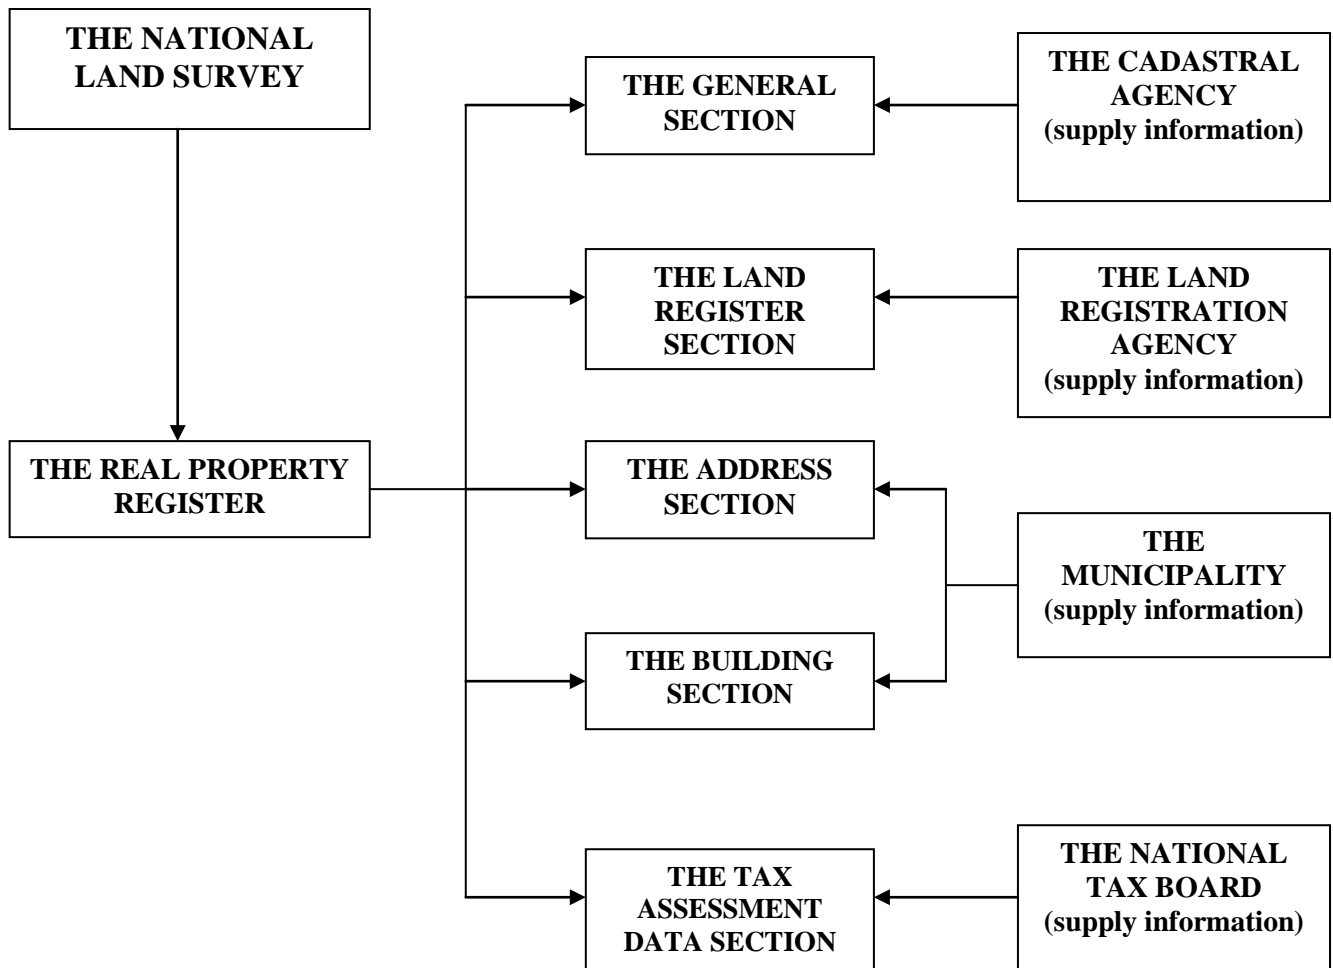 THE NATIONAL
LAND SURVEY
THE GENERAL
SECTION
THE CADASTRAL
AGENCY
(supply information)
THE LAND
REGISTER
SECTION
THE LAND
REGISTRATION
AGENCY
(supply information)
THE REAL PROPERTY
REGISTER
THE ADDRESS
SECTION
THE
MUNICIPALITY
(supply information)
THE BUILDING
SECTION
THE TAX
ASSESSMENT
DATA SECTION
THE NATIONAL
TAX BOARD
(supply information)